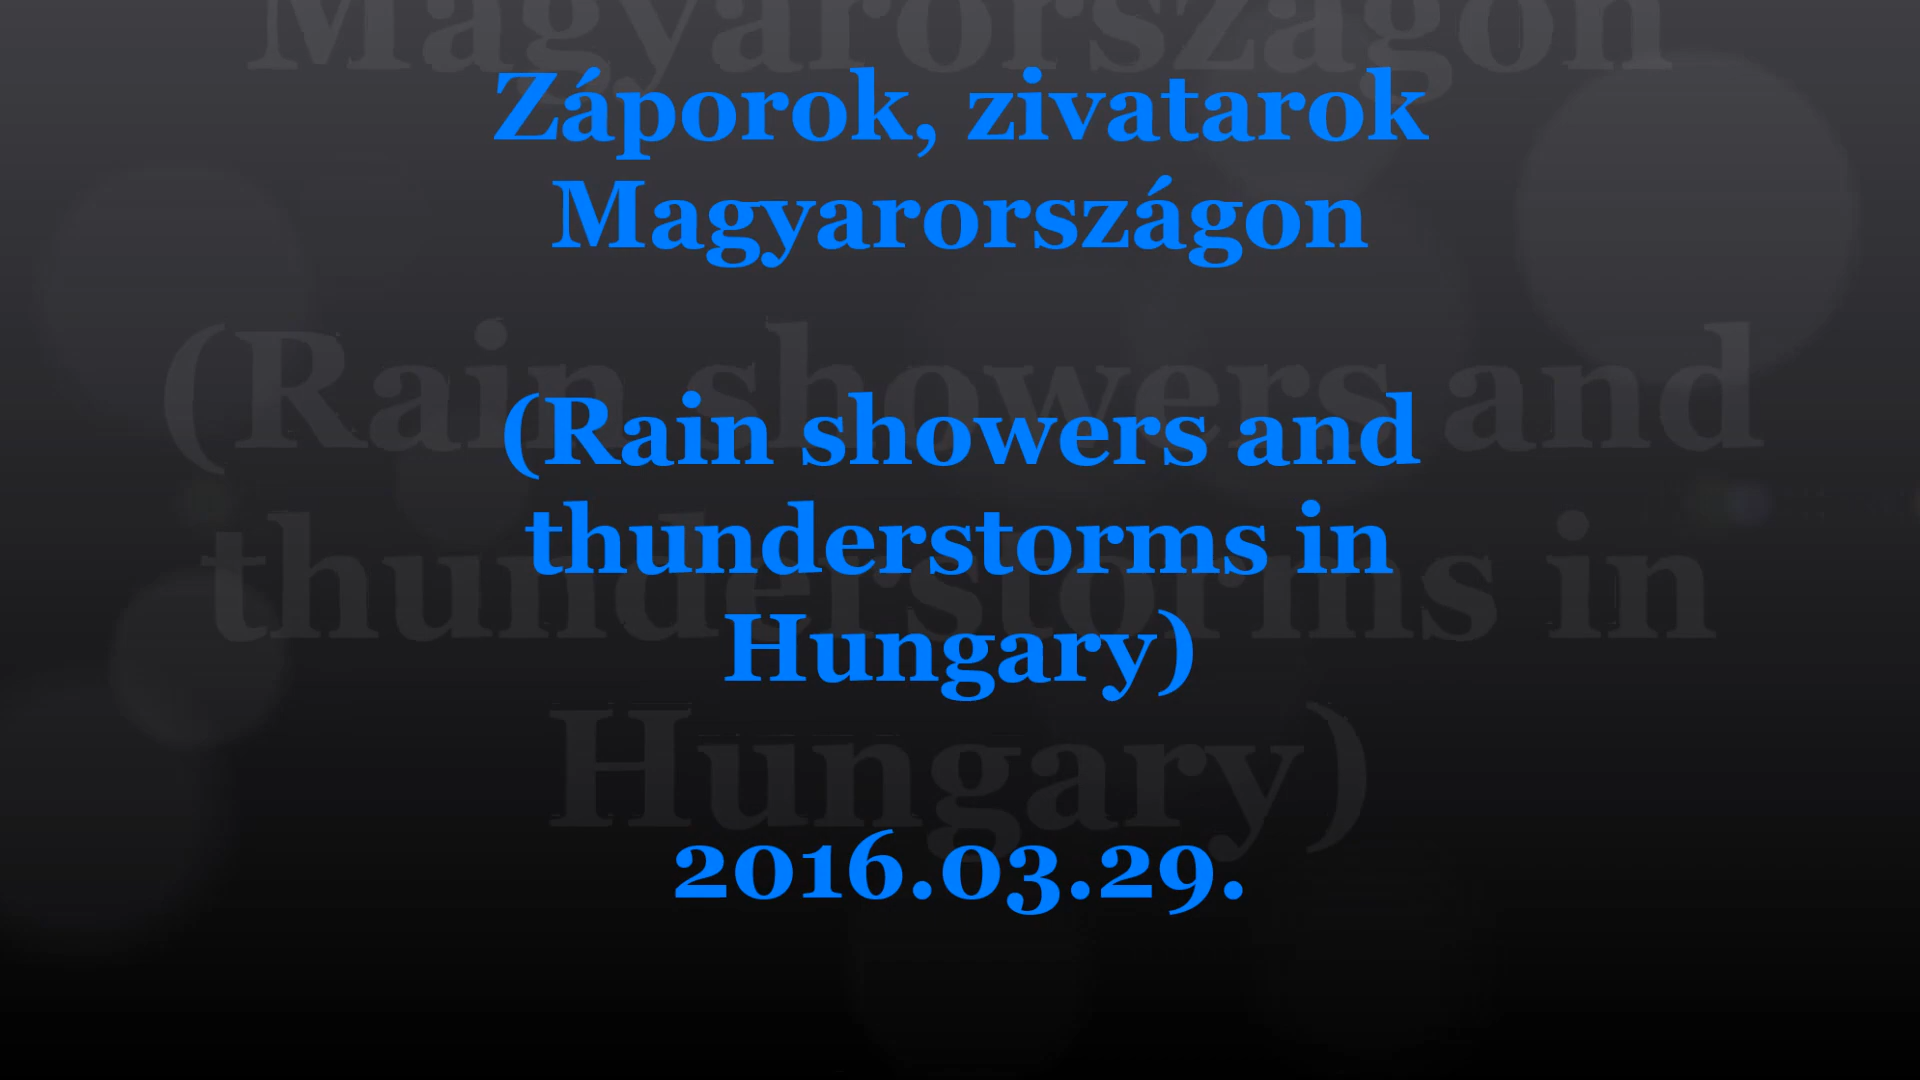 Záporok, zivatarok
Magyarországon
(Rain showers and
thunderstorms in
Hungary)
2016.03.29.